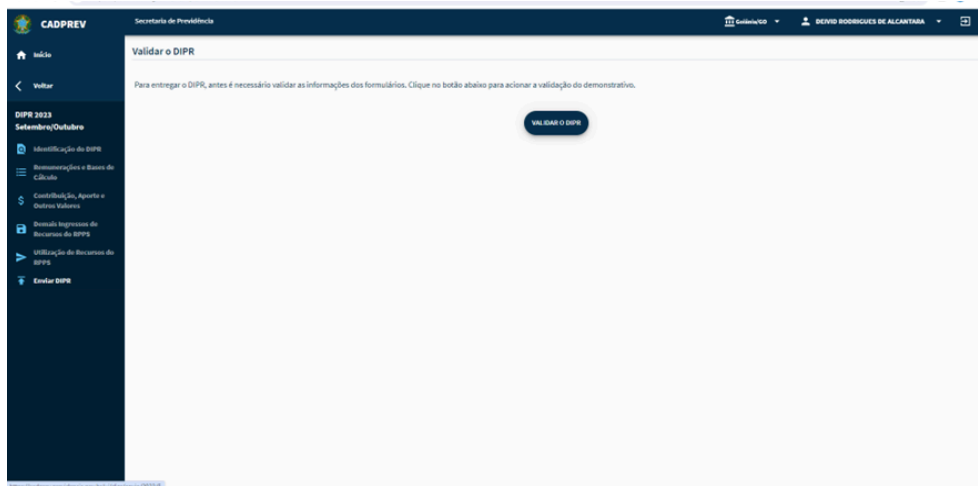 CADPREV
Secretaria de Previdência
Goiânia/GO
DEIVID RODRIGUES DE ALCANTARA
Início
Voltar
DIPR 2023
Setembro/Outubro
Identificação do DIPR
Remunerações e Bases de
Cálculo
Contribuição, Aporte e
Outros Valores
Demais Ingressos de
Recursos do RPPS
Utilização de Recursos do
RPPS
Enviar DIPR
Validar o DIPR
Para entregar o DIPR, antes é necessário validar as informações dos formulários. Clique no botão abaixo para acionar a validação do demonstrativo.
VALIDAR O DIPR